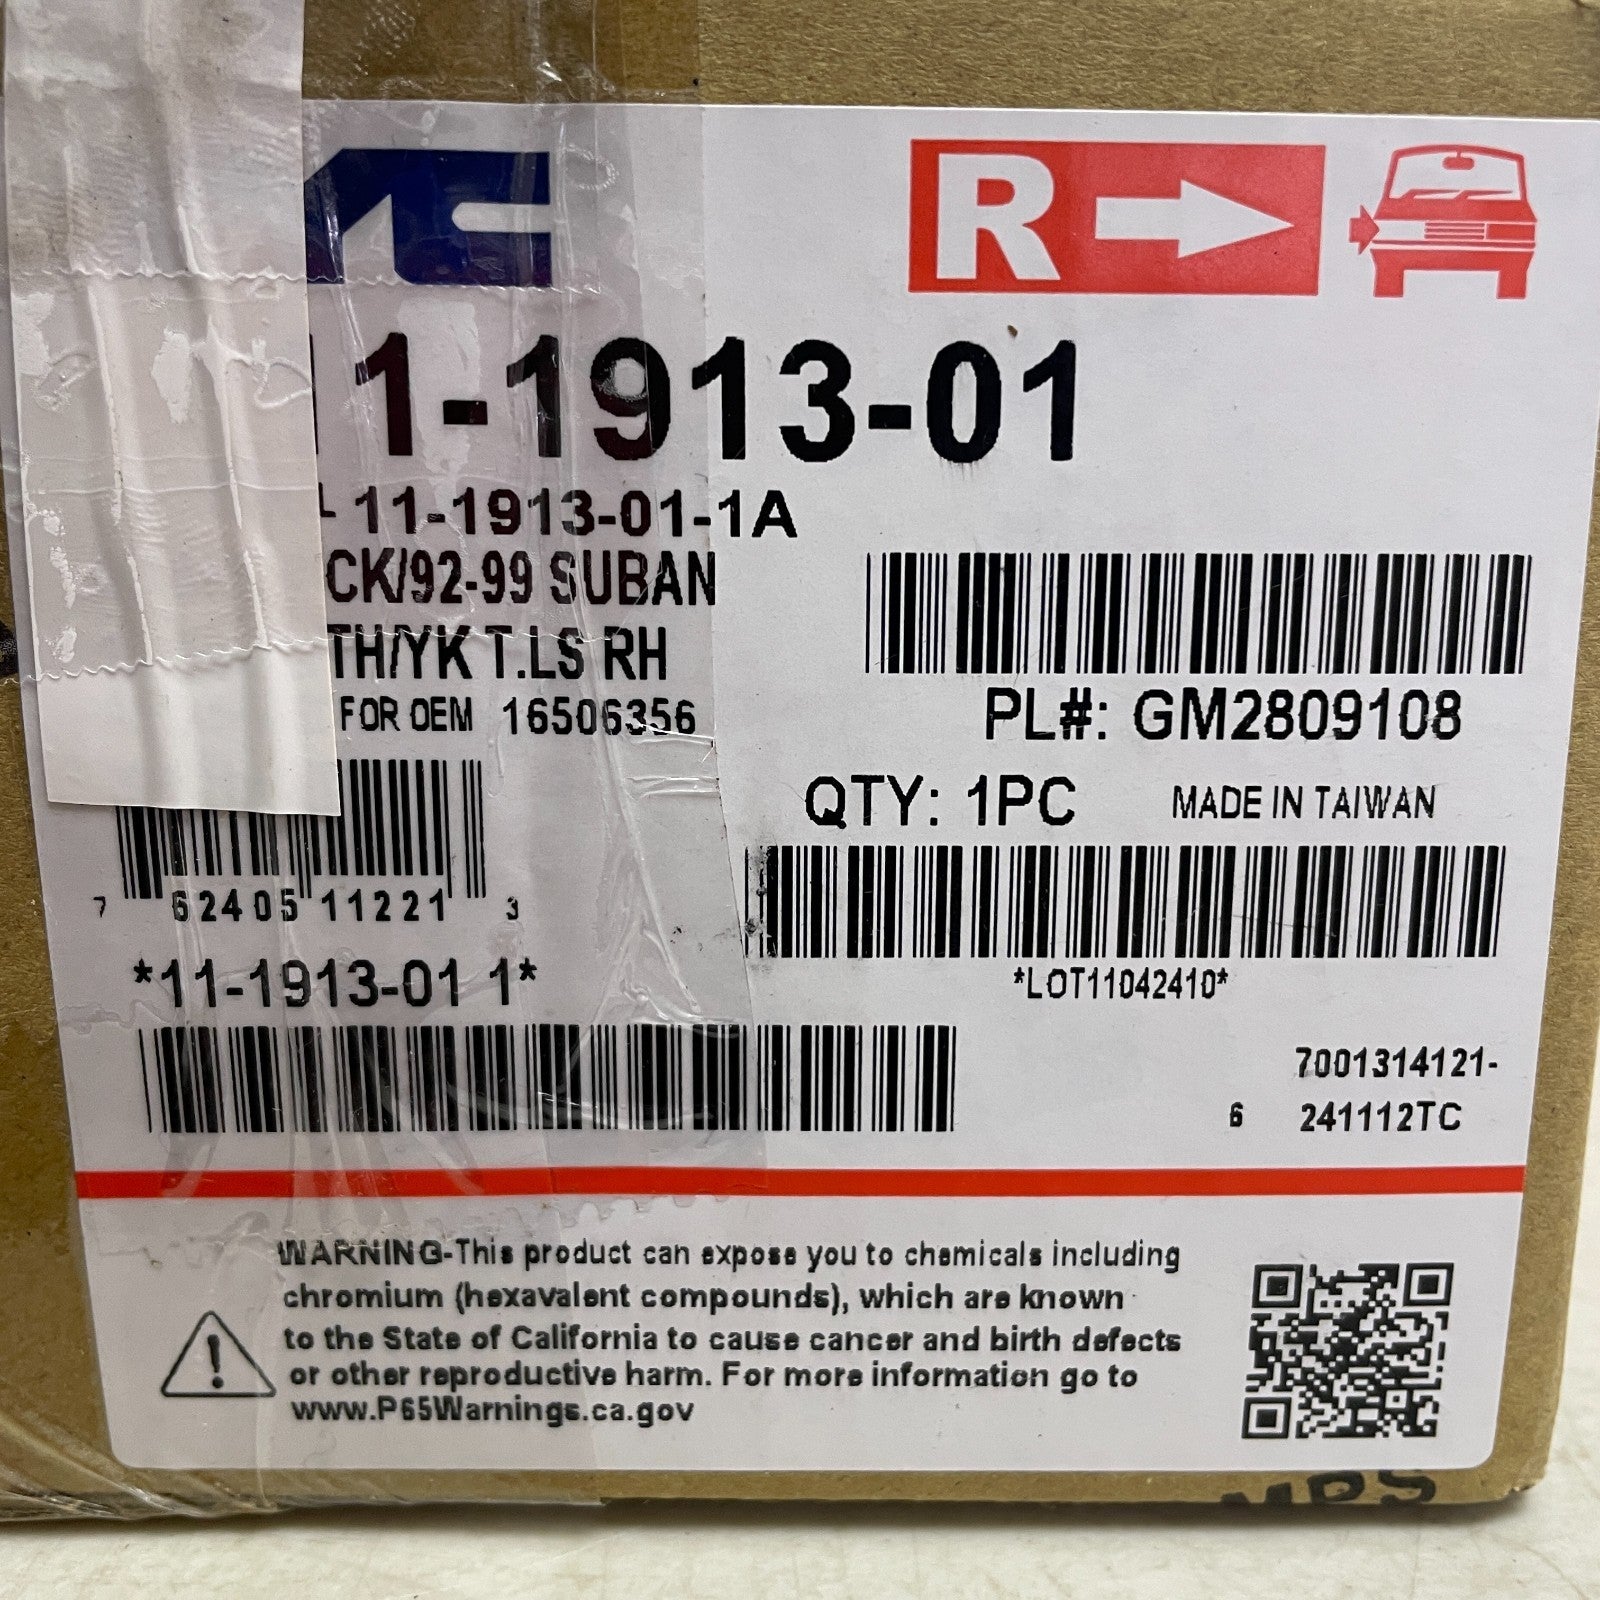 R
11-1913-01
11-1913-01-1A
CK/92-99 SUBAN
TH/YK T.LS RH
FOR OEM 16506356
PL#: GM2809108
QTY: 1PC MADE IN TAIWAN
7 62405 11221 3
*LOT11042410*
*11-1913-01 1*
7001314121-
6 241112TC
WARNING-This product can expose you to chemicals including
chromium (hexavalent compounds), which are known
to the State of California to cause cancer and birth defects
or other reproductive harm. For more information go to
www.P65Warnings.ca.gov